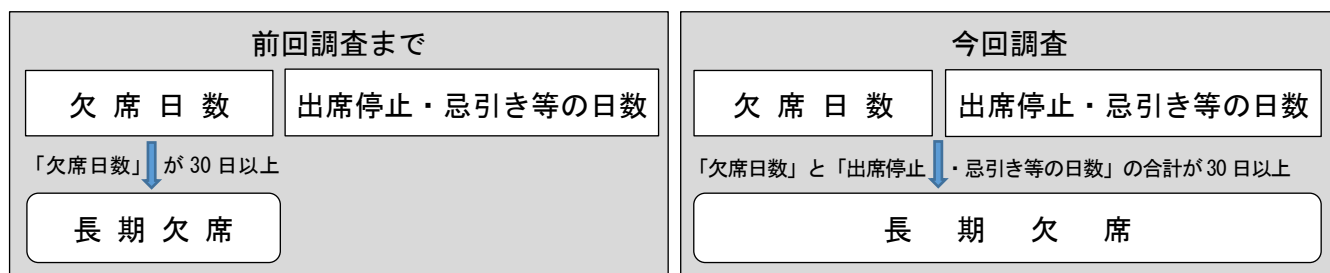 前回調査まで
欠席日数
出席停止・忌引き等の日数
「欠席日数」が30日以上
長期欠席
今回調査
欠席日数
出席停止・忌引き等の日数
「欠席日数」と「出席停止・忌引き等の日数」の合計が30日以上
長期欠席